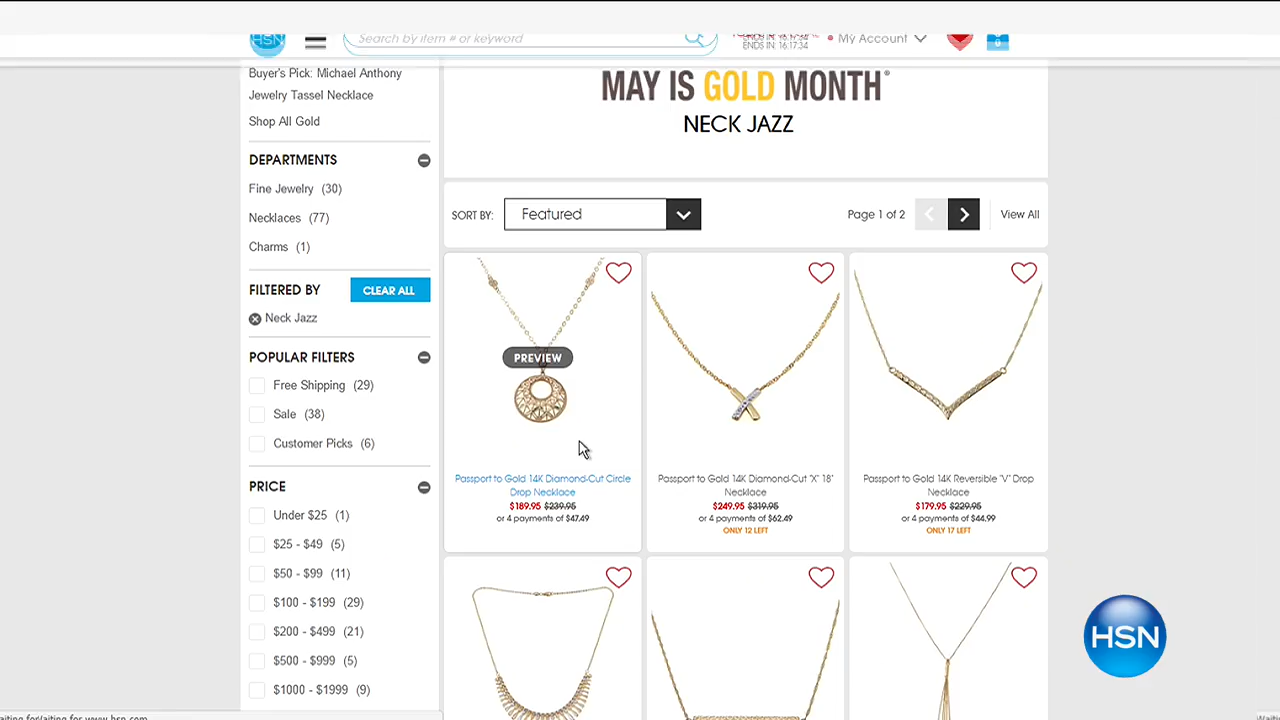 HSN
Search by item # or keyword
ENDS IN: 16:17:34
My Account
0
Buyer's Pick: Michael Anthony
Jewelry Tassel Necklace
Shop All Gold
DEPARTMENTS
Fine Jewelry (30)
Necklaces (77)
Charms (1)
FILTERED BY
CLEAR ALL
Neck Jazz
POPULAR FILTERS
Free Shipping (29)
Sale (38)
Customer Picks (6)
PRICE
Under $25 (1)
$25 - $49 (5)
$50 - $99 (11)
$100 - $199 (29)
$200 - $499 (21)
$500 - $999 (5)
$1000 - $1999 (9)
MAY IS GOLD MONTH®
NECK JAZZ
SORT BY:
Featured
Page 1 of 2
View All
PREVIEW
Passport to Gold 14K Diamond-Cut Circle
Drop Necklace
$189.95 $239.95
or 4 payments of $47.49
Passport to Gold 14K Diamond-Cut "X" 18"
Necklace
$249.95 $319.95
or 4 payments of $62.49
ONLY 12 LEFT
Passport to Gold 14K Reversible "V" Drop
Necklace
$179.95 $229.95
or 4 payments of $44.99
ONLY 17 LEFT
HSN